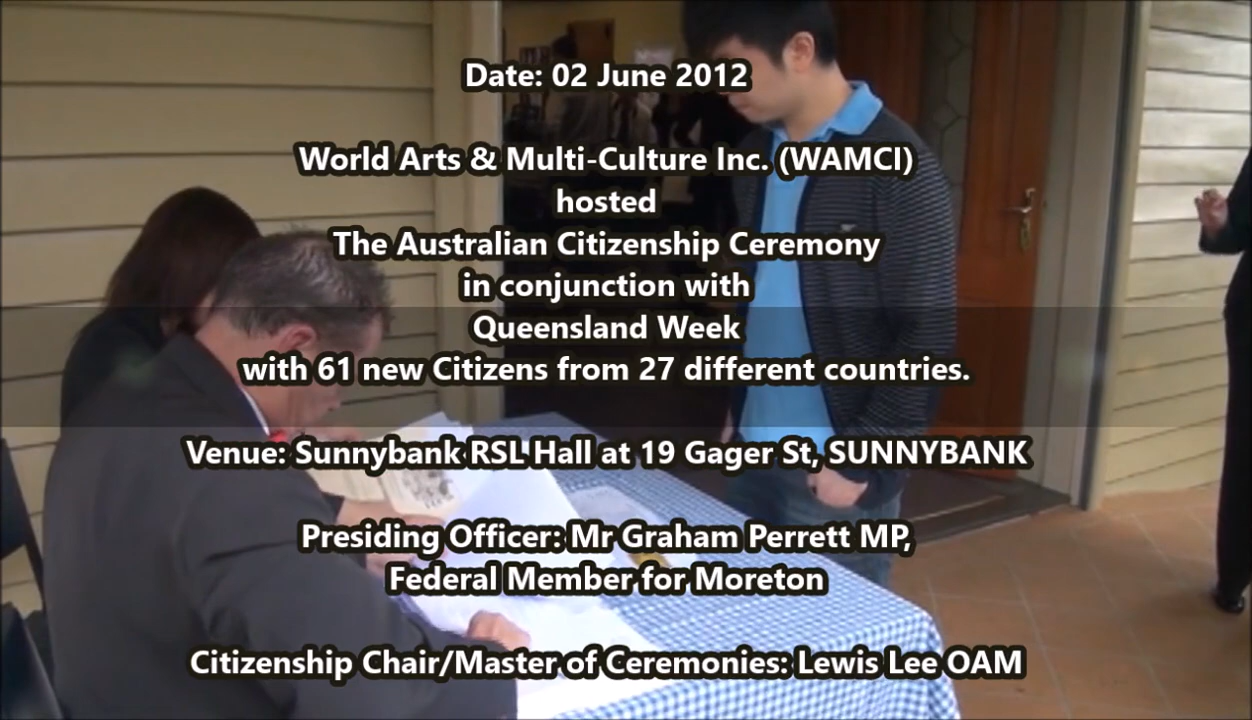 Date: 02 June 2012
World Arts & Multi-Culture Inc. (WAMCI)
hosted
The Australian Citizenship Ceremony
in conjunction with
Queensland Week
with 61 new Citizens from 27 different countries.
Venue: Sunnybank RSL Hall at 19 Gager St, SUNNYBANK
Presiding Officer: Mr Graham Perrett MP,
Federal Member for Moreton
Citizenship Chair/Master of Ceremonies: Lewis Lee OAM